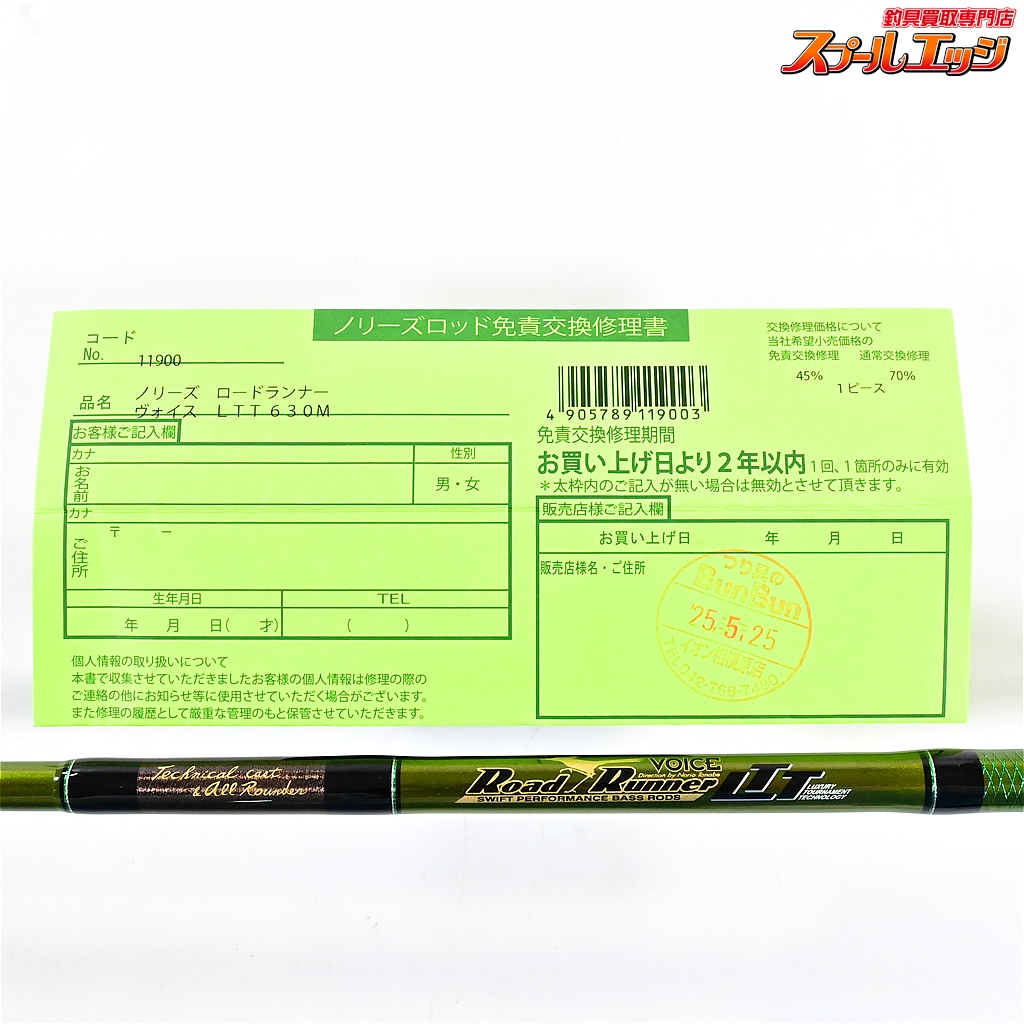 釣具買取専門店
スプールエッジ
ノリーズロッド免責交換修理書
コード
No. 11900
品名 ノリーズ ロードランナー
ヴォイス LTT630M
お客様ご記入欄
カナ 性別
お名前 男・女
カナ
ご住所 〒 －
生年月日 TEL
年 月 日( 才) ( )
個人情報の取り扱いについて
本書で収集させていただきましたお客様の個人情報は修理の際の
ご連絡の他にお知らせ等に使用させていただく場合がございます。
また修理の履歴として厳重な管理のもと保管させていただきます。
交換修理価格について
当社希望小売価格の
免責交換修理 通常交換修理
45% 70%
1ピース
4 905789 119003
免責交換修理期間
お買い上げ日より2年以内 1回、1箇所のみに有効
＊太枠内のご記入が無い場合は無効とさせて頂きます。
販売店様ご記入欄
お買い上げ日 年 月 日
販売店様名・ご住所
つり具の
BunBun
'25.5.25
イオン相模原店
TEL042-768-7490
Technical cast
& All Rounder
VOICE
Direction by Norio Tanabe
Road Runner
SWIFT PERFORMANCE BASS RODS
LTT
LUXURY
TOURNAMENT
TECHNOLOGY